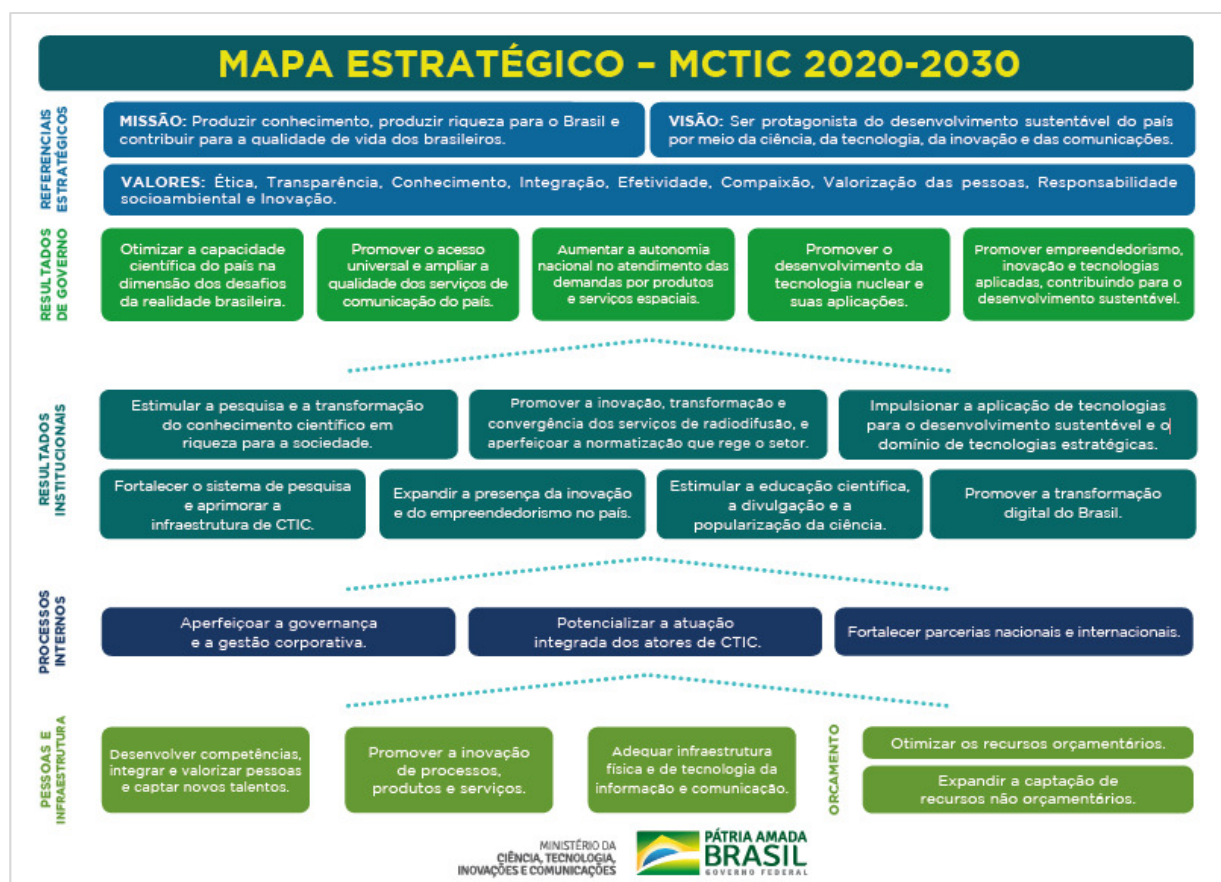 MAPA ESTRATÉGICO – MCTIC 2020-2030
REFERENCIAIS
ESTRATÉGICOS
MISSÃO: Produzir conhecimento, produzir riqueza para o Brasil e
contribuir para a qualidade de vida dos brasileiros.
VISÃO: Ser protagonista do desenvolvimento sustentável do país
por meio da ciência, da tecnologia, da inovação e das comunicações.
VALORES: Ética, Transparência, Conhecimento, Integração, Efetividade, Compaixão, Valorização das pessoas, Responsabilidade
socioambiental e Inovação.
RESULTADOS
DE GOVERNO
Otimizar a capacidade
científica do país na
dimensão dos desafios
da realidade brasileira.
Promover o acesso
universal e ampliar a
qualidade dos serviços de
comunicação do país.
Aumentar a autonomia
nacional no atendimento das
demandas por produtos
e serviços espaciais.
Promover o
desenvolvimento da
tecnologia nuclear e
suas aplicações.
Promover empreendedorismo,
inovação e tecnologias
aplicadas, contribuindo para o
desenvolvimento sustentável.
RESULTADOS
INSTITUCIONAIS
Estimular a pesquisa e a transformação
do conhecimento científico em
riqueza para a sociedade.
Promover a inovação, transformação e
convergência dos serviços de radiodifusão, e
aperfeiçoar a normatização que rege o setor.
Impulsionar a aplicação de tecnologias
para o desenvolvimento sustentável e o
domínio de tecnologias estratégicas.
Fortalecer o sistema de pesquisa
e aprimorar a
infraestrutura de CTIC.
Expandir a presença da inovação
e do empreendedorismo no país.
Estimular a educação científica,
a divulgação e a
popularização da ciência.
Promover a transformação
digital do Brasil.
PROCESSOS
INTERNOS
Aperfeiçoar a governança
e a gestão corporativa.
Potencializar a atuação
integrada dos atores de CTIC.
Fortalecer parcerias nacionais e internacionais.
PESSOAS E
INFRAESTRUTURA
Desenvolver competências,
integrar e valorizar pessoas
e captar novos talentos.
Promover a inovação
de processos,
produtos e serviços.
Adequar infraestrutura
física e de tecnologia da
informação e comunicação.
ORÇAMENTO
Otimizar os recursos orçamentários.
Expandir a captação de
recursos não orçamentários.
MINISTÉRIO DA
CIÊNCIA, TECNOLOGIA,
INOVAÇÕES E COMUNICAÇÕES
PÁTRIA AMADA
BRASIL
GOVERNO FEDERAL